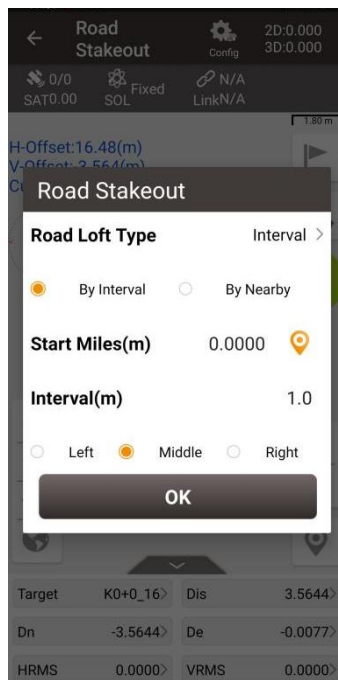 Road
Stakeout
Config
2D:0.000
3D:0.000
0/0
SAT0.00
SOL Fixed
N/A
LinkN/A
1.80 m
H-Offset:16.48(m)
V-Offset:-3.564(m)
Road Stakeout
Road Loft Type Interval >
By Interval By Nearby
Start Miles(m) 0.0000
Interval(m) 1.0
Left Middle Right
OK
Target K0+0_16> Dis 3.5644>
Dn -3.5644> De -0.0077>
HRMS 0.0000> VRMS 0.0000>